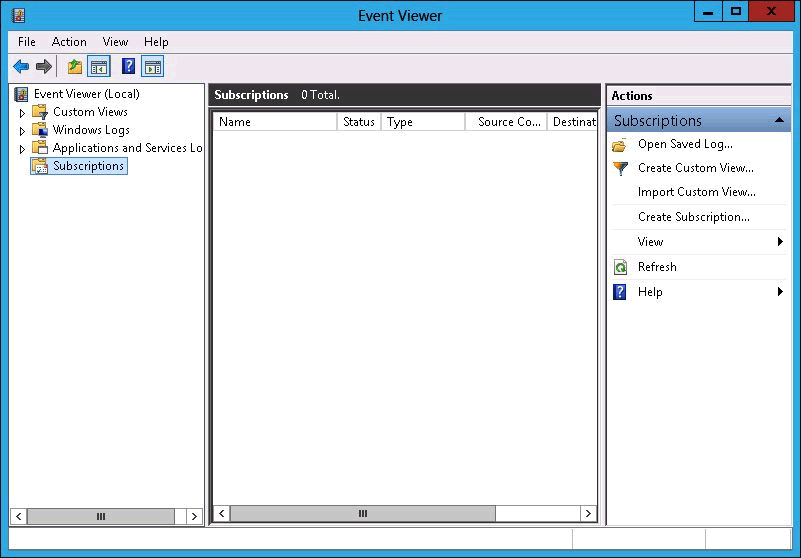 Event Viewer
File Action View Help
Event Viewer (Local)
Custom Views
Windows Logs
Applications and Services Lo
Subscriptions
Subscriptions 0 Total.
Name Status Type Source Co... Destinat
Actions
Subscriptions
Open Saved Log...
Create Custom View...
Import Custom View...
Create Subscription...
View
Refresh
Help